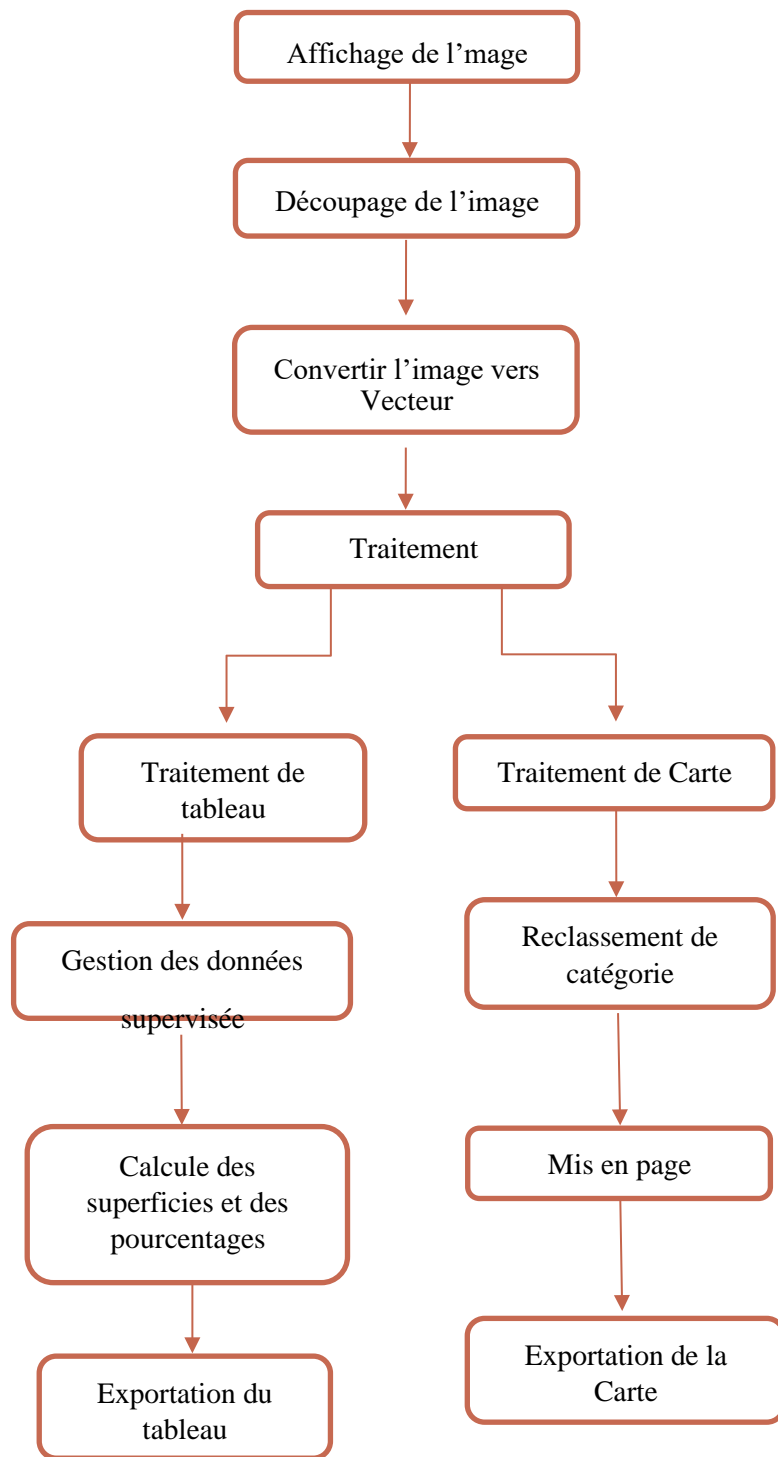 Affichage de l’mage
Découpage de l’image
Convertir l’image vers
Vecteur
Traitement
Traitement de
tableau
Traitement de Carte
Gestion des données
supervisée
Reclassement de
catégorie
Calcule des
superficies et des
pourcentages
Mis en page
Exportation du
tableau
Exportation de la
Carte